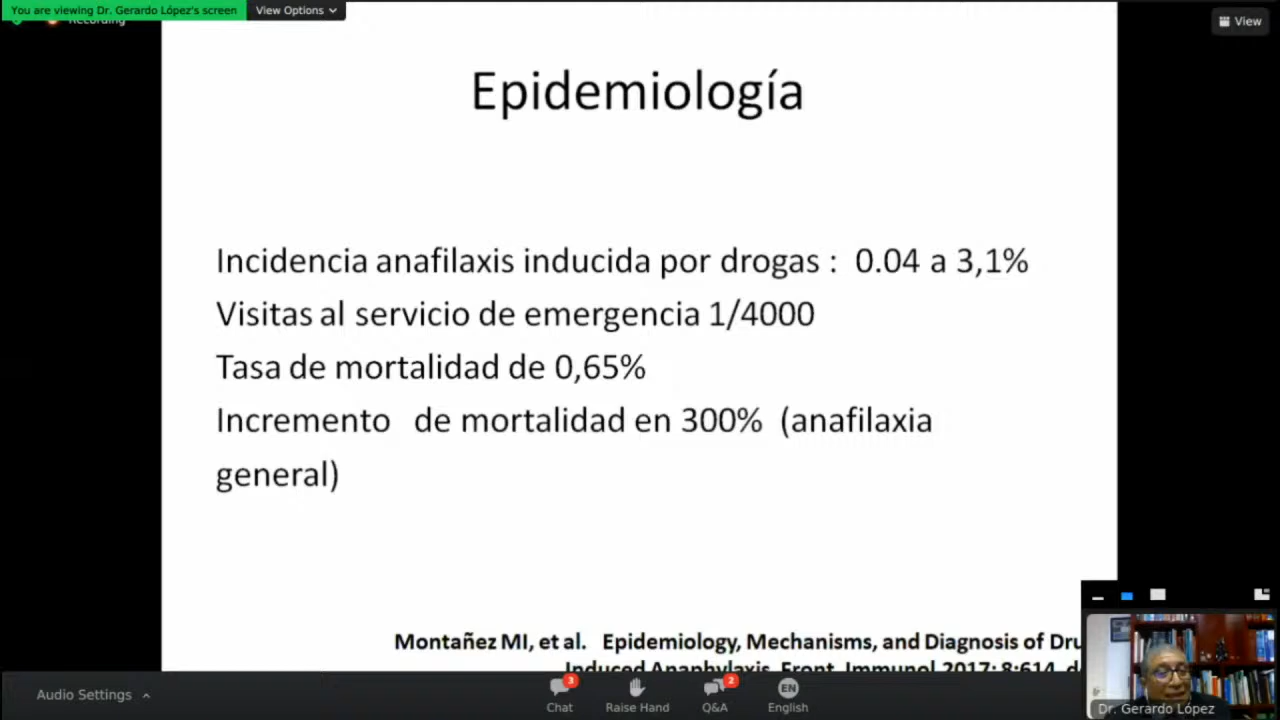 You are viewing Dr. Gerardo López's screen
View Options
Recording
View
Epidemiología
Incidencia anafilaxis inducida por drogas : 0.04 a 3,1%
Visitas al servicio de emergencia 1/4000
Tasa de mortalidad de 0,65%
Incremento de mortalidad en 300% (anafilaxia
general)
Montañez MI, et al. Epidemiology, Mechanisms, and Diagnosis of Dru
Induced Anaphylaxis. Front. Immunol 2017; 8:614.
Dr. Gerardo López
Audio Settings
3
2
EN
Chat
Raise Hand
Q&A
English